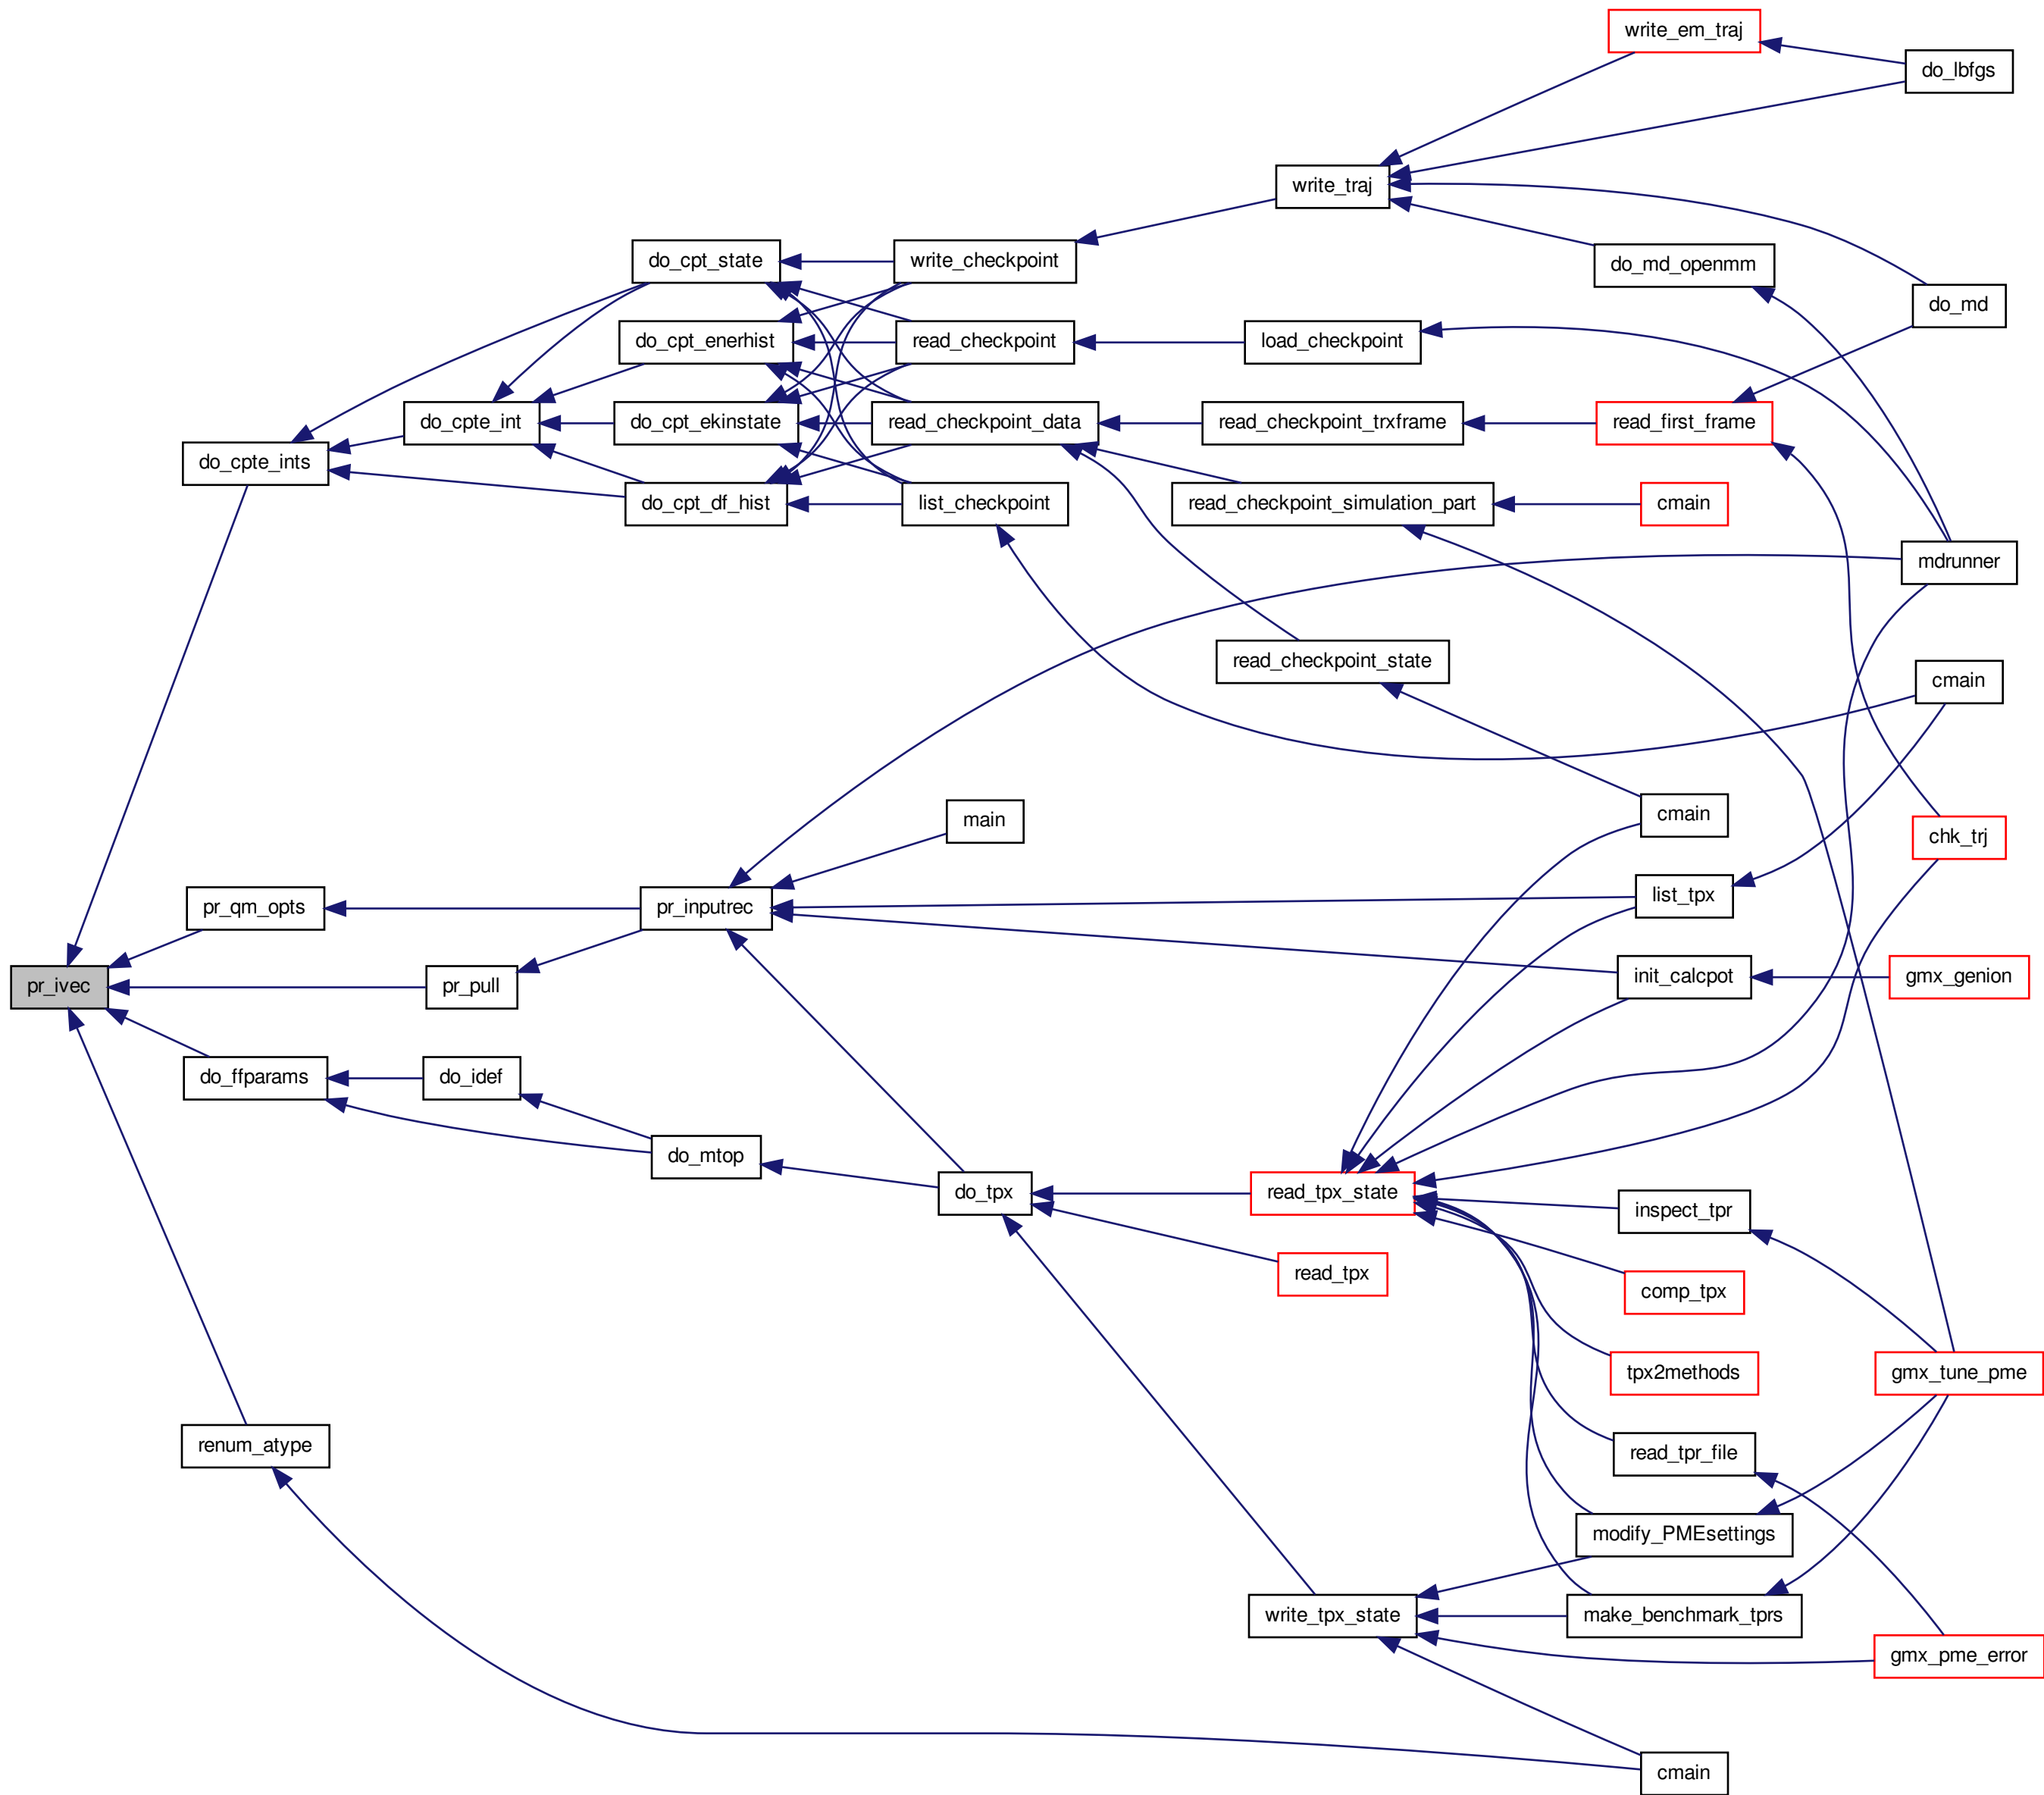 write_em_traj
do_lbfgs
write_traj
do_cpt_state
write_checkpoint
do_md_openmm
do_md
do_cpt_enerhist
read_checkpoint
load_checkpoint
do_cpte_int
do_cpt_ekinstate
read_checkpoint_data
read_checkpoint_trxframe
read_first_frame
do_cpte_ints
do_cpt_df_hist
list_checkpoint
read_checkpoint_simulation_part
cmain
mdrunner
read_checkpoint_state
cmain
main
cmain
chk_trj
pr_qm_opts
pr_inputrec
list_tpx
pr_ivec
pr_pull
init_calcpot
gmx_genion
do_ffparams
do_idef
do_mtop
do_tpx
read_tpx_state
inspect_tpr
read_tpx
comp_tpx
tpx2methods
gmx_tune_pme
renum_atype
read_tpr_file
modify_PMEsettings
write_tpx_state
make_benchmark_tprs
gmx_pme_error
cmain